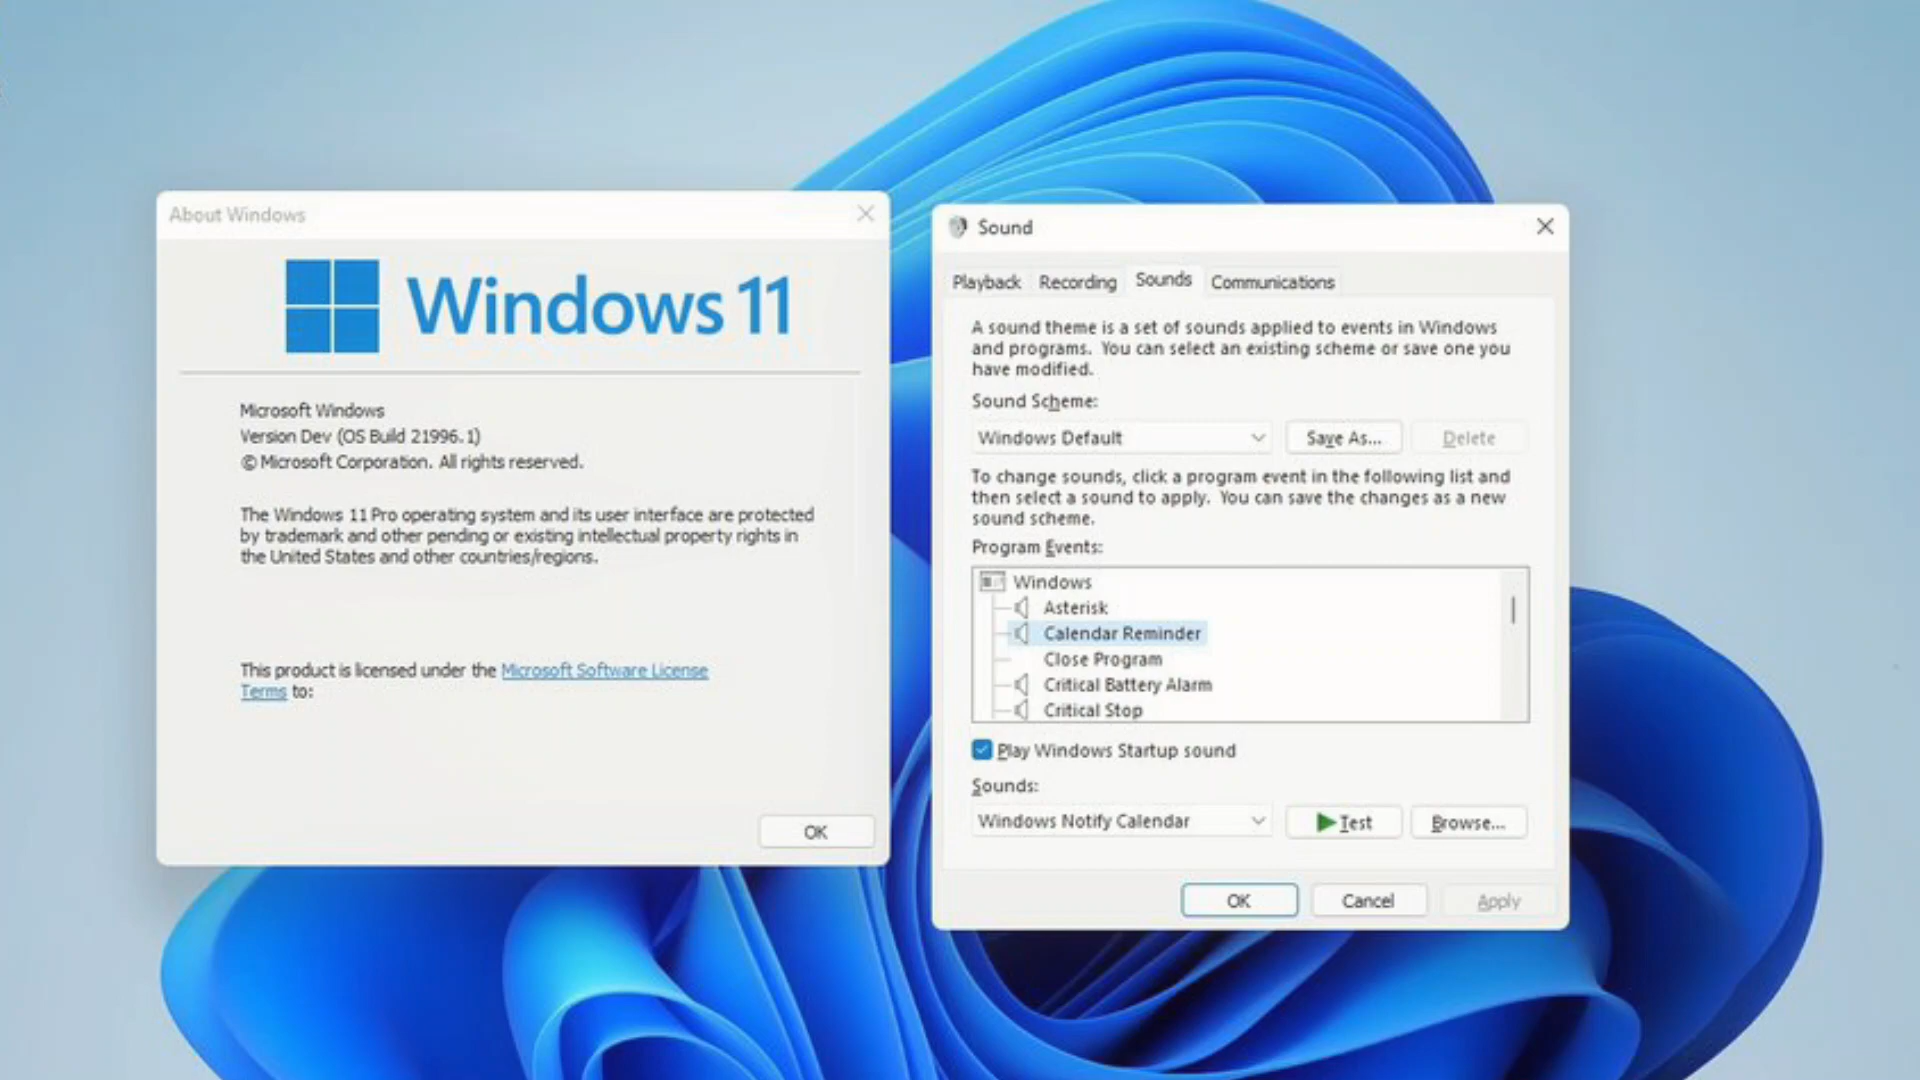 About Windows
Windows 11
Microsoft Windows
Version Dev (OS Build 21996.1)
© Microsoft Corporation. All rights reserved.
The Windows 11 Pro operating system and its user interface are protected
by trademark and other pending or existing intellectual property rights in
the United States and other countries/regions.
This product is licensed under the Microsoft Software License
Terms to:
OK
Sound
Playback Recording Sounds Communications
A sound theme is a set of sounds applied to events in Windows
and programs. You can select an existing scheme or save one you
have modified.
Sound Scheme:
Windows Default Save As... Delete
To change sounds, click a program event in the following list and
then select a sound to apply. You can save the changes as a new
sound scheme.
Program Events:
Windows
Asterisk
Calendar Reminder
Close Program
Critical Battery Alarm
Critical Stop
Play Windows Startup sound
Sounds:
Windows Notify Calendar Test Browse...
OK Cancel Apply